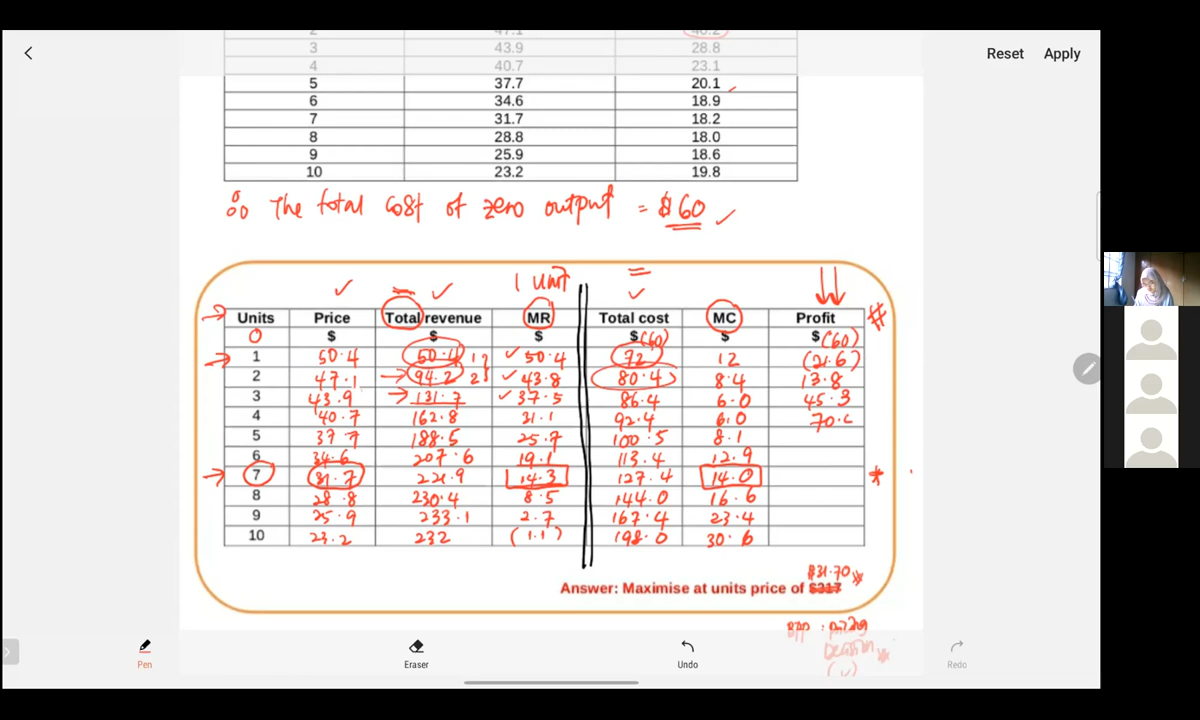 Reset Apply
3 43.9 28.8
4 40.7 23.1
5 37.7 20.1
6 34.6 18.9
7 31.7 18.2
8 28.8 18.0
9 25.9 18.6
10 23.2 19.8
∴ The total cost of zero output = $60 ✓
1 unit
Units Price Total revenue MR Total cost MC Profit #
0 $ $ $ $(60) $ $(60)
1 50.4 50.4 1 50.4 72 12 (21.6)
2 47.1 94.2 2 43.8 80.4 8.4 13.8
3 43.9 131.7 37.5 86.4 6.0 45.3
4 40.7 162.8 31.1 92.4 6.0
5 37.7 188.5 25.7 100.5 8.1
6 34.6 207.6 19.1 113.4 12.9
7 31.7 221.9 14.3 127.4 14.0 *
8 28.8 230.4 8.5 144.0 16.6
9 25.9 233.1 2.7 167.4 23.4
10 23.2 232 (1.1) 198.0 30.6
$31.70
Answer: Maximise at units price of $317
Decision
(v)
Pen Eraser Undo Redo